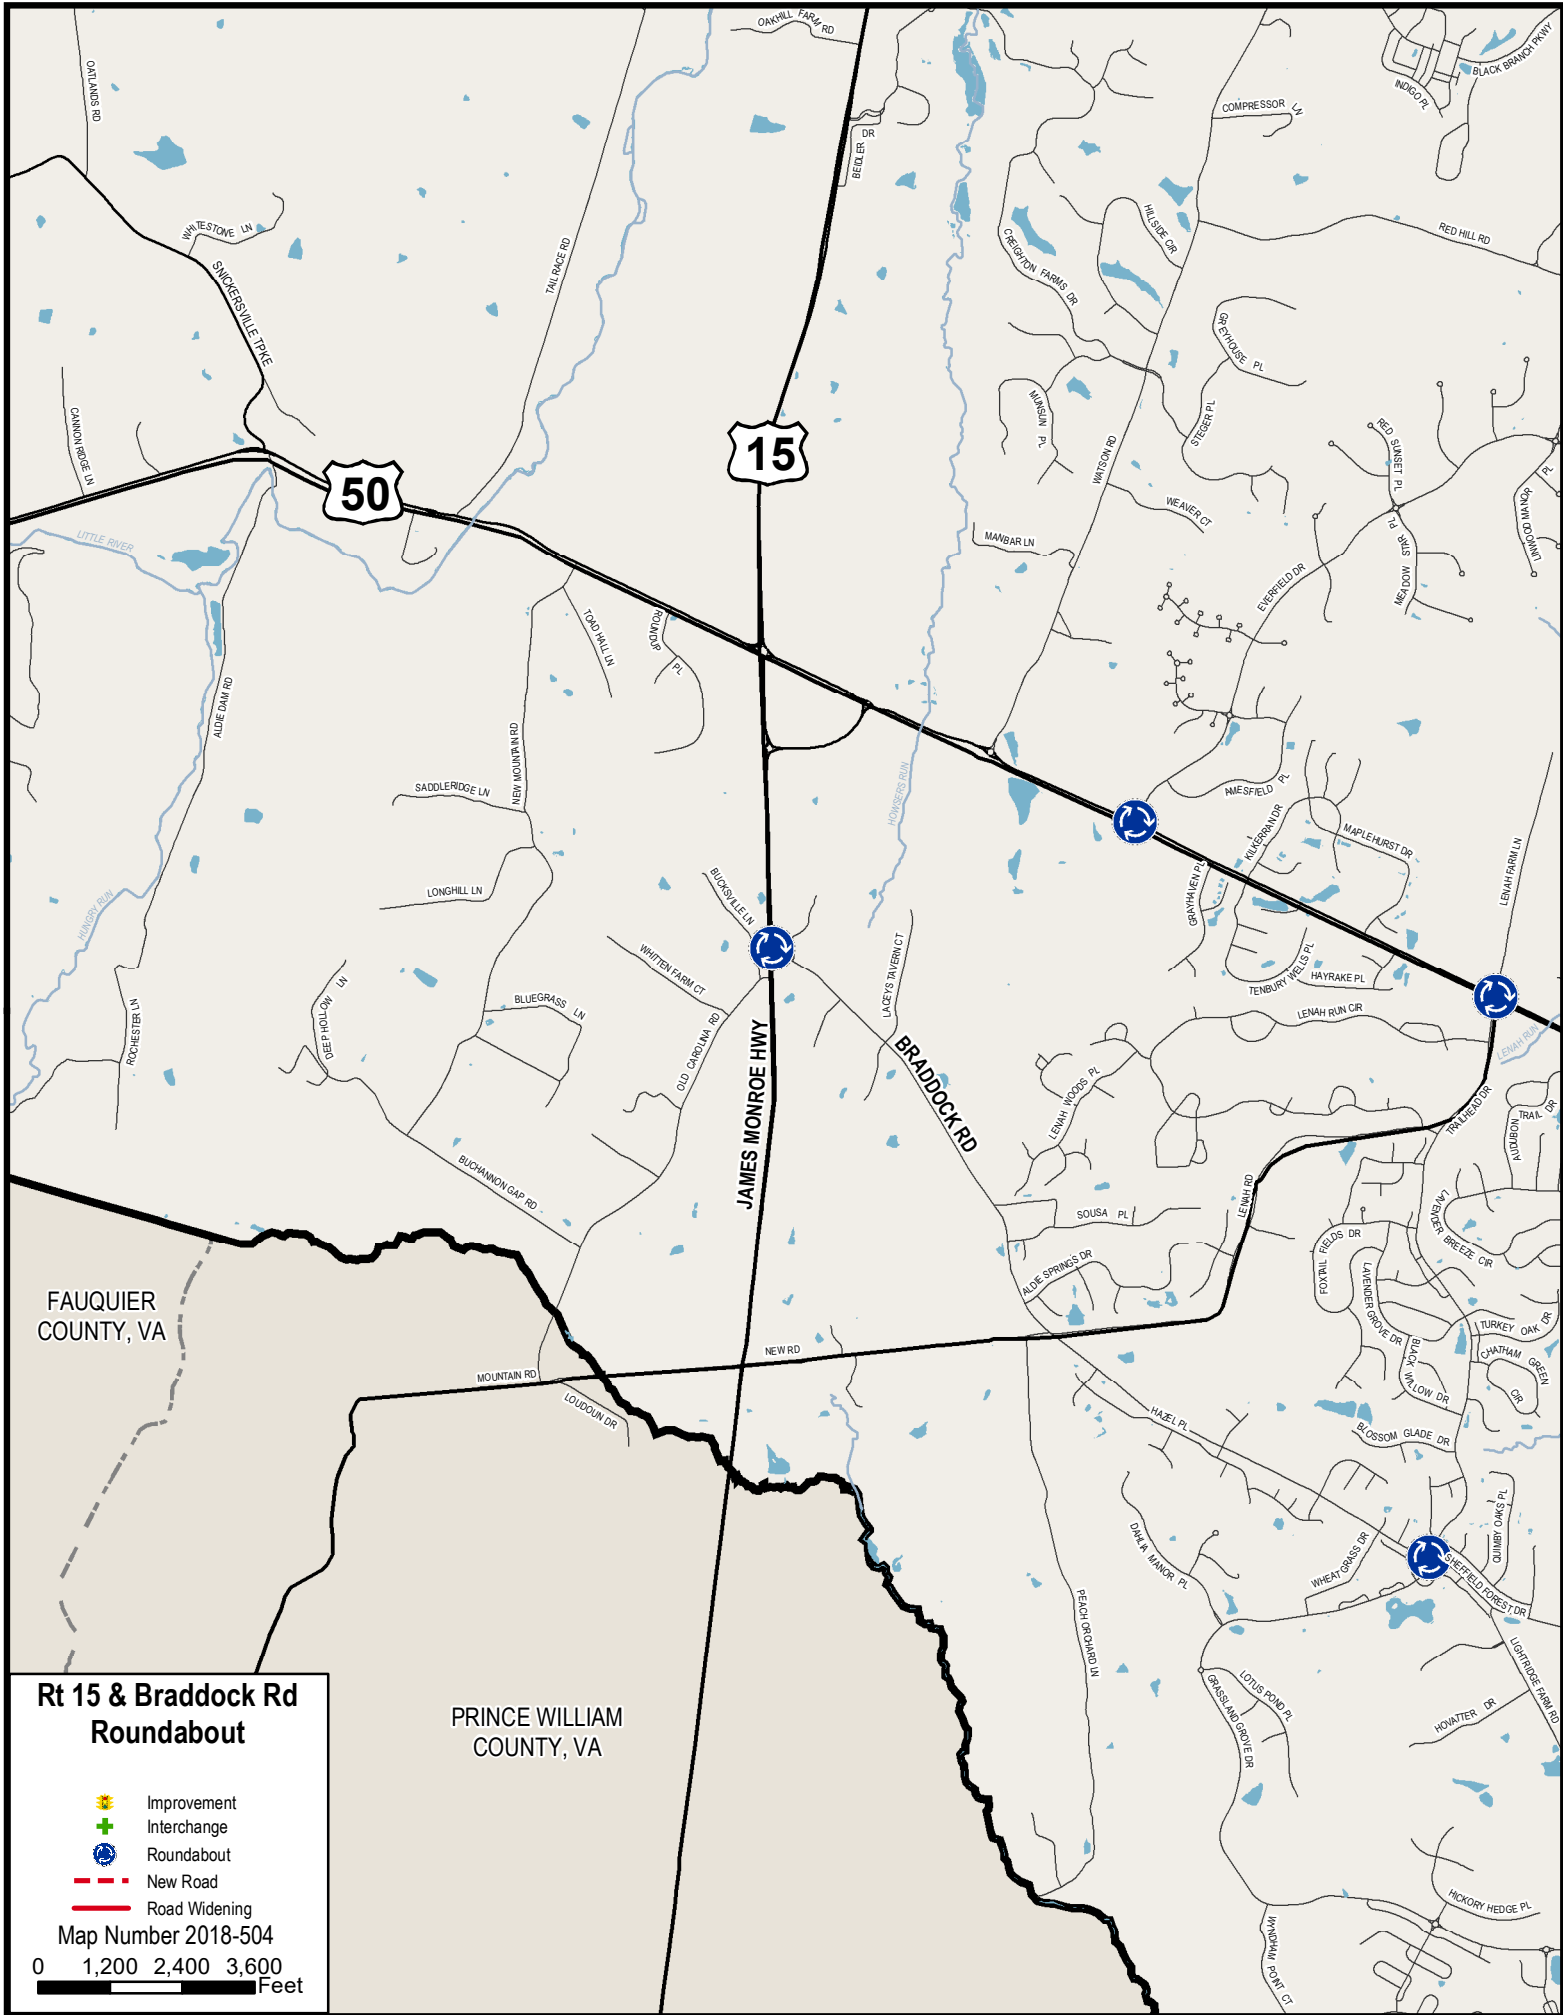 OAKHILL FARM RD
BLACK BRANCH PKWY
INDIGO PL
OATLANDS RD
COMPRESSOR LN
BEIDLER DR
WHITESTONE LN
HILLSIDE CIR
RED HILL RD
CREIGHTON FARMS DR
TAIL RACE RD
SNICKERSVILLE TPKE
GREYHOUSE PL
CANNON RIDGE LN
MUNSUN PL
STEGER PL
RED SUNSET PL
15
WATSON RD
50
LINWOOD MANOR PL
WEAVER CT
LITTLE RIVER
MANBAR LN
MEADOW STAR PL
EVERFIELD DR
TOAD HALL LN
ROUNDUP PL
ALDIE DAM RD
NEW MOUNTAIN RD
SADDLERIDGE LN
HOWSERS RUN
AMESFIELD PL
KILKERRAN DR
MAPLEHURST DR
LENAH FARM LN
BUCKSVILLE LN
LONGHILL LN
GRAYHAVEN PL
HUNGRY RUN
WHITTEN FARM CT
LACEYS TAVERN CT
TENBURY WELLS PL
HAYRAKE PL
DEEP HOLLOW LN
BLUEGRASS LN
ROCHESTER LN
LENAH RUN CIR
OLD CAROLINA RD
JAMES MONROE HWY
BRADDOCK RD
LENAH RUN
LENAH WOODS PL
TRAILHEAD DR
AUDUBON TRAIL DR
BUCHANNON GAP RD
LENAH RD
SOUSA PL
LAVENDER BREEZE CIR
FOXTAIL FIELDS DR
ALDIE SPRINGS DR
LAVENDER GROVE DR
FAUQUIER
COUNTY, VA
TURKEY OAK DR
NEW RD
BLACK WILLOW DR
CHATHAM GREEN CIR
MOUNTAIN RD
LOUDOUN DR
HAZEL PL
BLOSSOM GLADE DR
QUIMBY OAKS PL
DAHLIA MANOR PL
WHEAT GRASS DR
SHEFFIELD FOREST DR
PEACH ORCHARD LN
LIGHTRIDGE FARM RD
LOTUS POND PL
GRASSLAND GROVE DR
HOVATTER DR
PRINCE WILLIAM
COUNTY, VA
HICKORY HEDGE PL
WYNDHAM POINT CT
Rt 15 & Braddock Rd
Roundabout
Improvement
Interchange
Roundabout
New Road
Road Widening
Map Number 2018-504
0 1,200 2,400 3,600
Feet